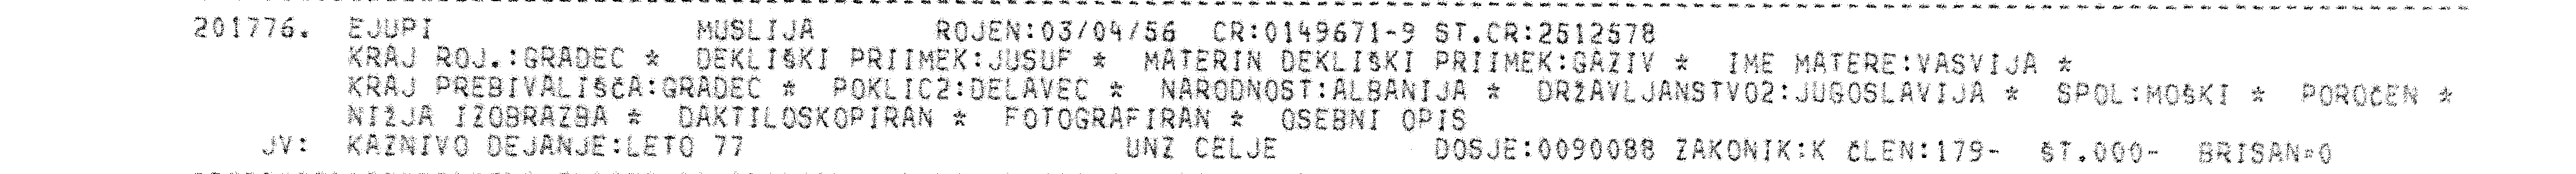 201776. EJUPI MUSLIJA ROJEN:03/04/56 CR:0149671-9 ST.CR:2512578
KRAJ ROJ.:GRADEC * DEKLIŠKI PRIIMEK:JUSUF * MATERIN DEKLIŠKI PRIIMEK:GAZIV * IME MATERE:VASVIJA *
KRAJ PREBIVALIŠČA:GRADEC * POKLIC2:DELAVEC * NARODNOST:ALBANIJA * DRŽAVLJANSTVO2:JUGOSLAVIJA * SPOL:MOŠKI * POROČEN *
NIŽJA IZOBRAZBA * DAKTILOSKOPIRAN * FOTOGRAFIRAN * OSEBNI OPIS
JV: KAZNIVO DEJANJE:LETO 77 UNZ CELJE DOSJE:0090088 ZAKONIK:K ČLEN:179- ŠT.000- BRISAN=0